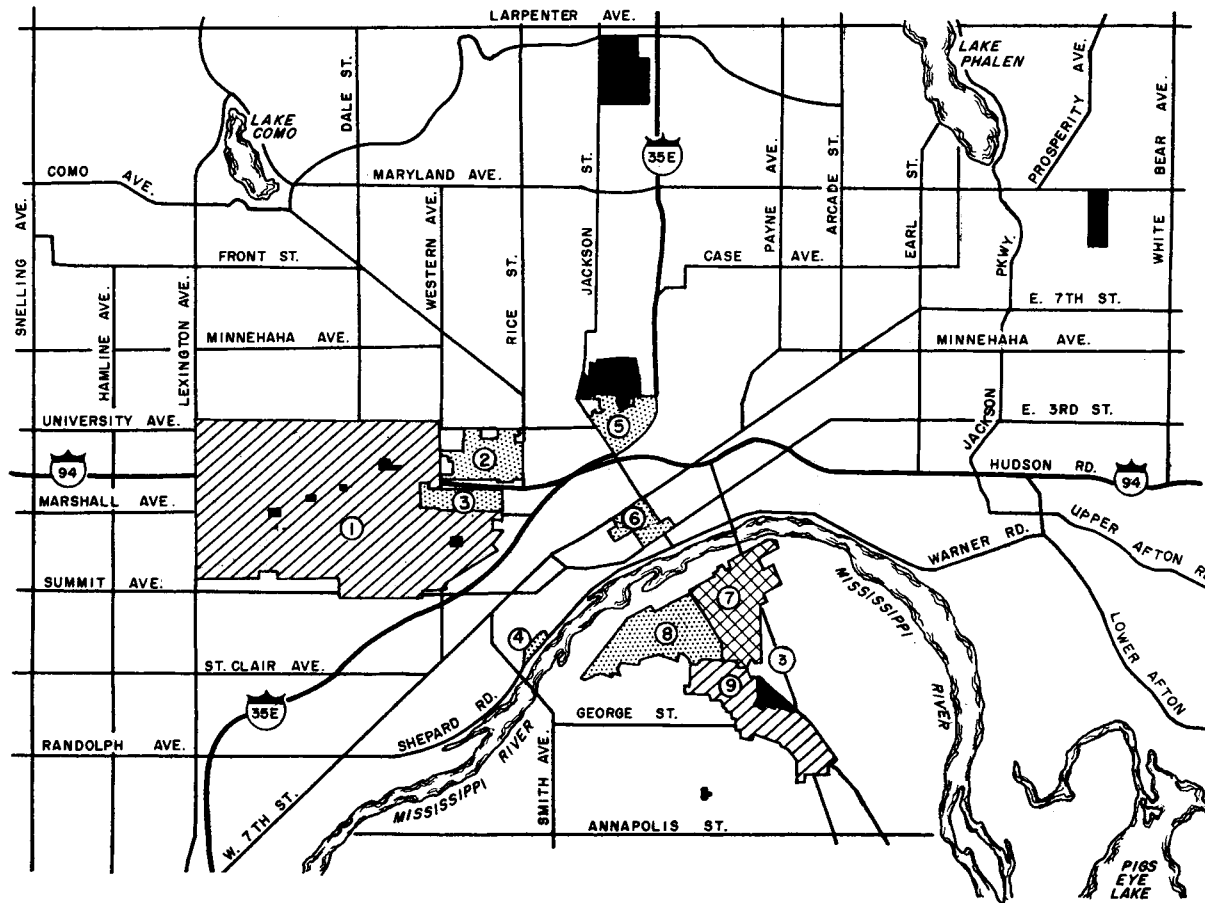 LARPENTER AVE.
LAKE
PHALEN
LAKE
COMO
DALE ST.
35E
PROSPERITY AVE.
BEAR AVE.
WHITE
COMO AVE.
MARYLAND AVE.
SNELLING AVE.
FRONT ST.
WESTERN AVE.
RICE ST.
JACKSON ST.
CASE AVE.
PAYNE AVE.
ARCADE ST.
EARL ST.
JACKSON PKWY.
HAMLINE AVE.
LEXINGTON AVE.
MINNEHAHA AVE.
E. 7TH ST.
MINNEHAHA AVE.
UNIVERSITY AVE.
E. 3RD ST.
94
HUDSON RD.
94
MARSHALL AVE.
1
2
3
5
6
UPPER AFTON RD.
WARNER RD.
SUMMIT AVE.
MISSISSIPPI
RIVER
LOWER AFTON
4
7
8
3
9
ST. CLAIR AVE.
35E
SHEPARD RD.
GEORGE ST.
RANDOLPH AVE.
MISSISSIPPI RIVER
SMITH AVE.
W. 7TH ST.
ANNAPOLIS ST.
PIGS
EYE
LAKE